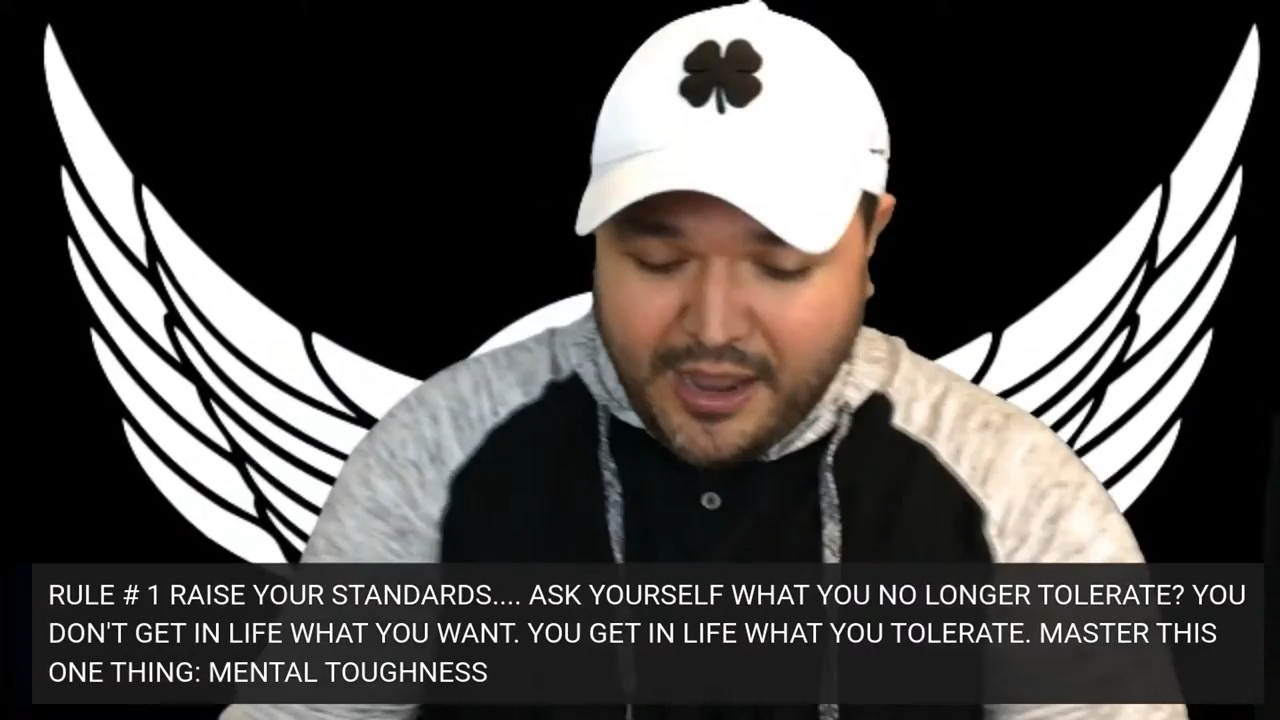 RULE # 1 RAISE YOUR STANDARDS.... ASK YOURSELF WHAT YOU NO LONGER TOLERATE? YOU
DON'T GET IN LIFE WHAT YOU WANT. YOU GET IN LIFE WHAT YOU TOLERATE. MASTER THIS
ONE THING: MENTAL TOUGHNESS